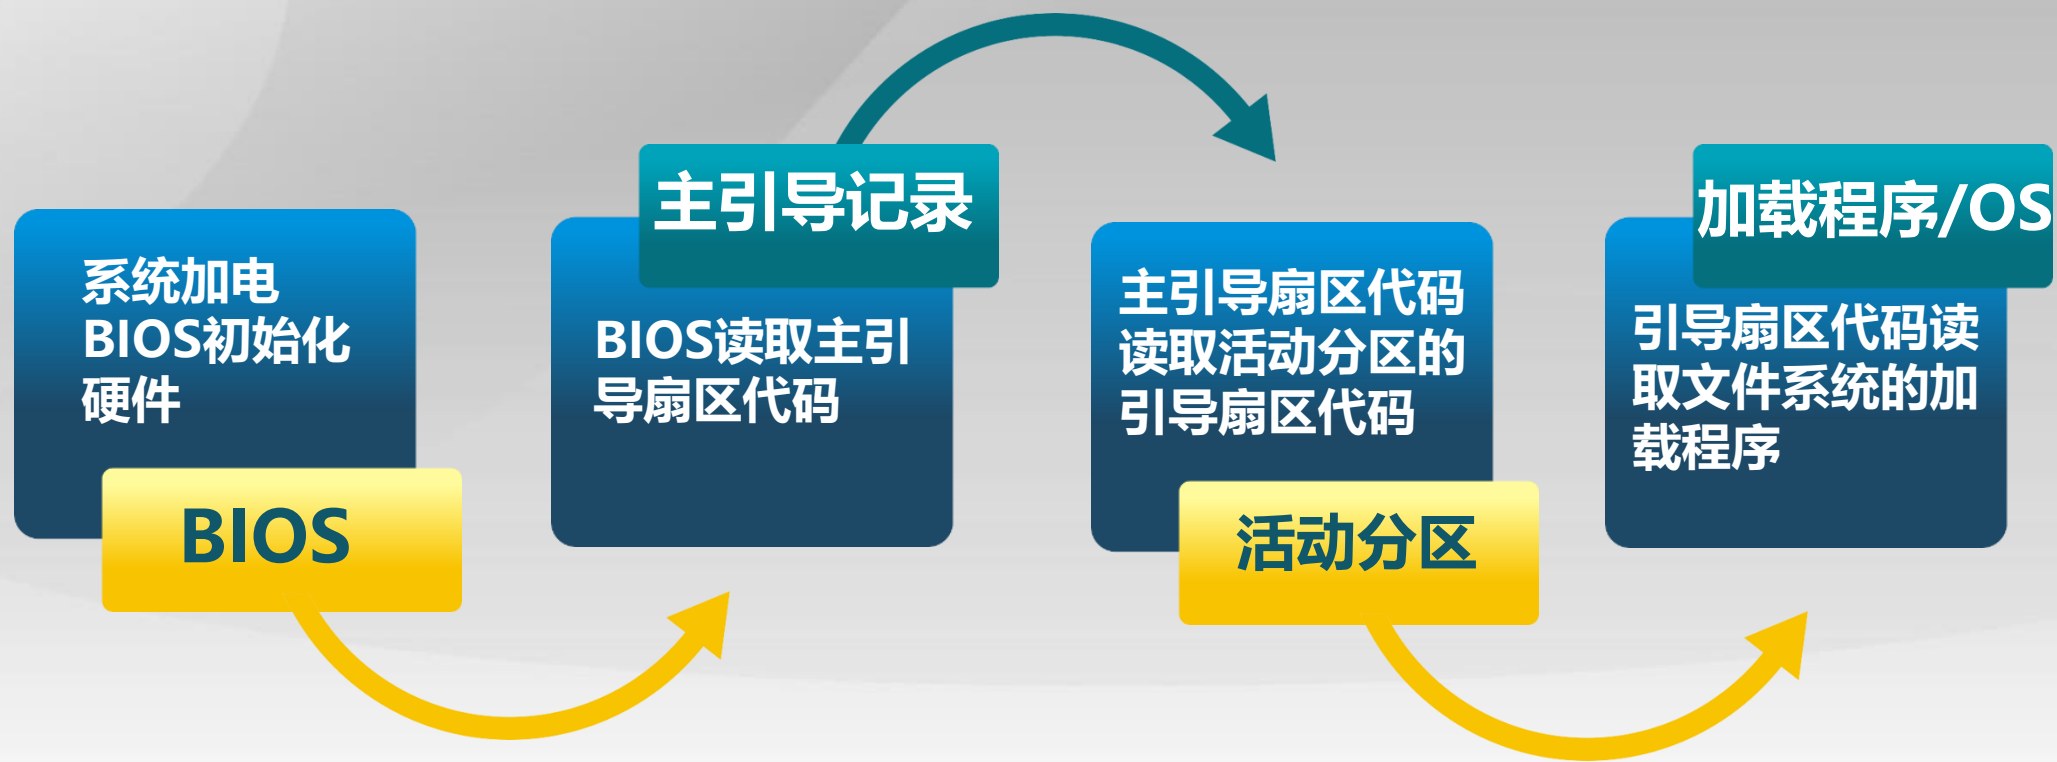 系统加电
BIOS初始化
硬件
BIOS
主引导记录
BIOS读取主引
导扇区代码
主引导扇区代码
读取活动分区的
引导扇区代码
活动分区
加载程序/OS
引导扇区代码读
取文件系统的加
载程序